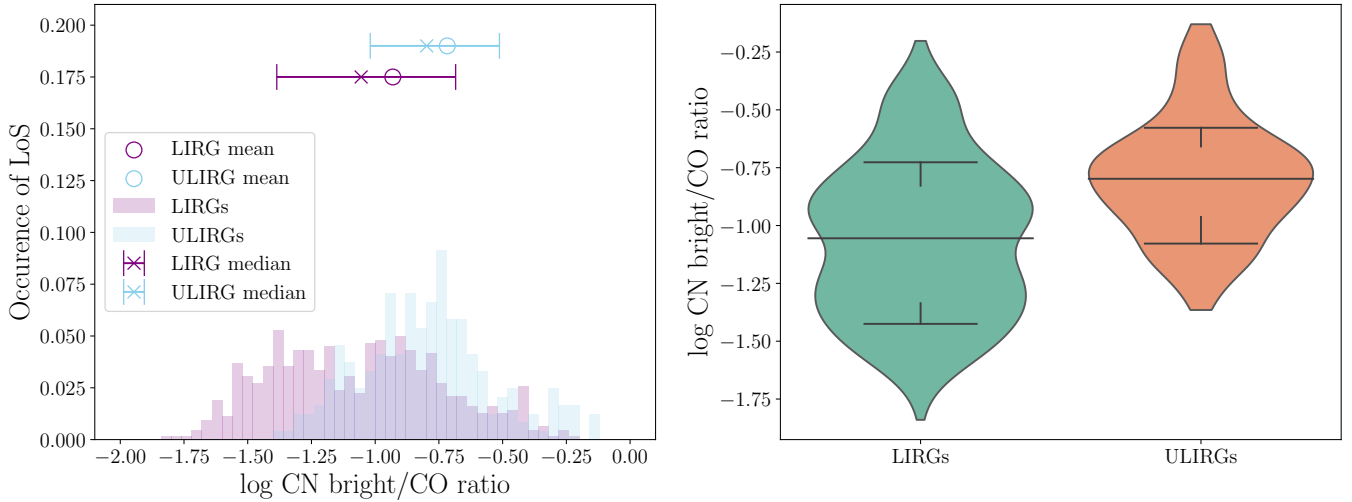 0.200
0.175
0.150
0.125
0.100
0.075
0.050
0.025
0.000
Occurence of LoS
LIRG mean
ULIRG mean
LIRGs
ULIRGs
LIRG median
ULIRG median
−2.00 −1.75 −1.50 −1.25 −1.00 −0.75 −0.50 −0.25 0.00
log CN bright/CO ratio
−0.25
−0.50
−0.75
−1.00
−1.25
−1.50
−1.75
log CN bright/CO ratio
LIRGs ULIRGs